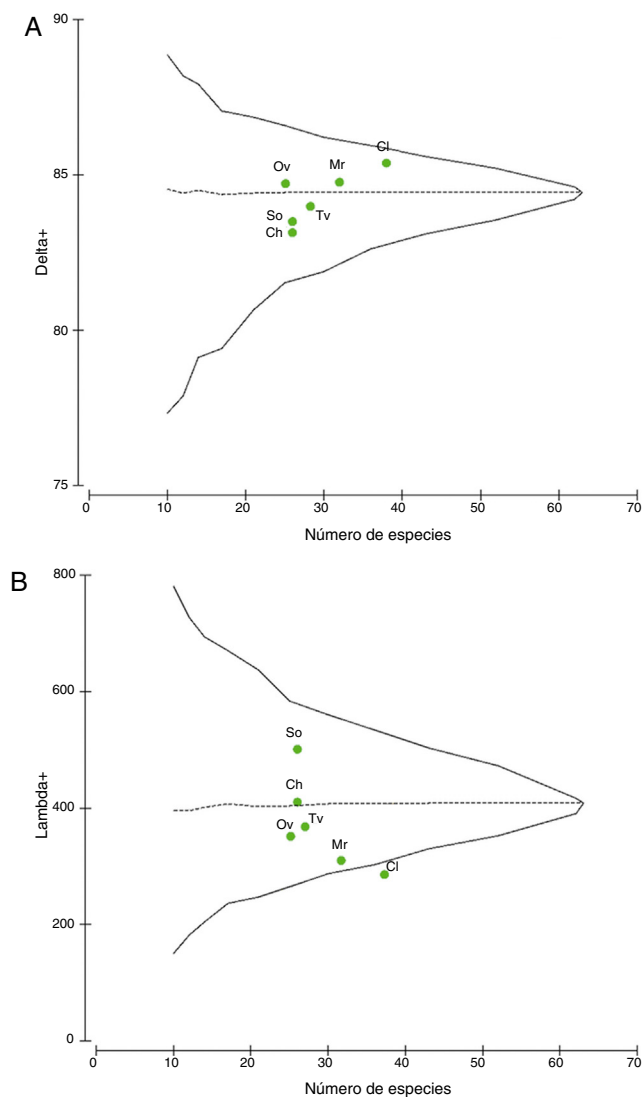 A
90
85
80
75
Delta+
Cl
Mr
Ov
So
Tv
Ch
0 10 20 30 40 50 60 70
Número de especies
B
800
600
400
200
0
Lambda+
So
Ch
Tv
Ov
Mr
Cl
0 10 20 30 40 50 60 70
Número de especies